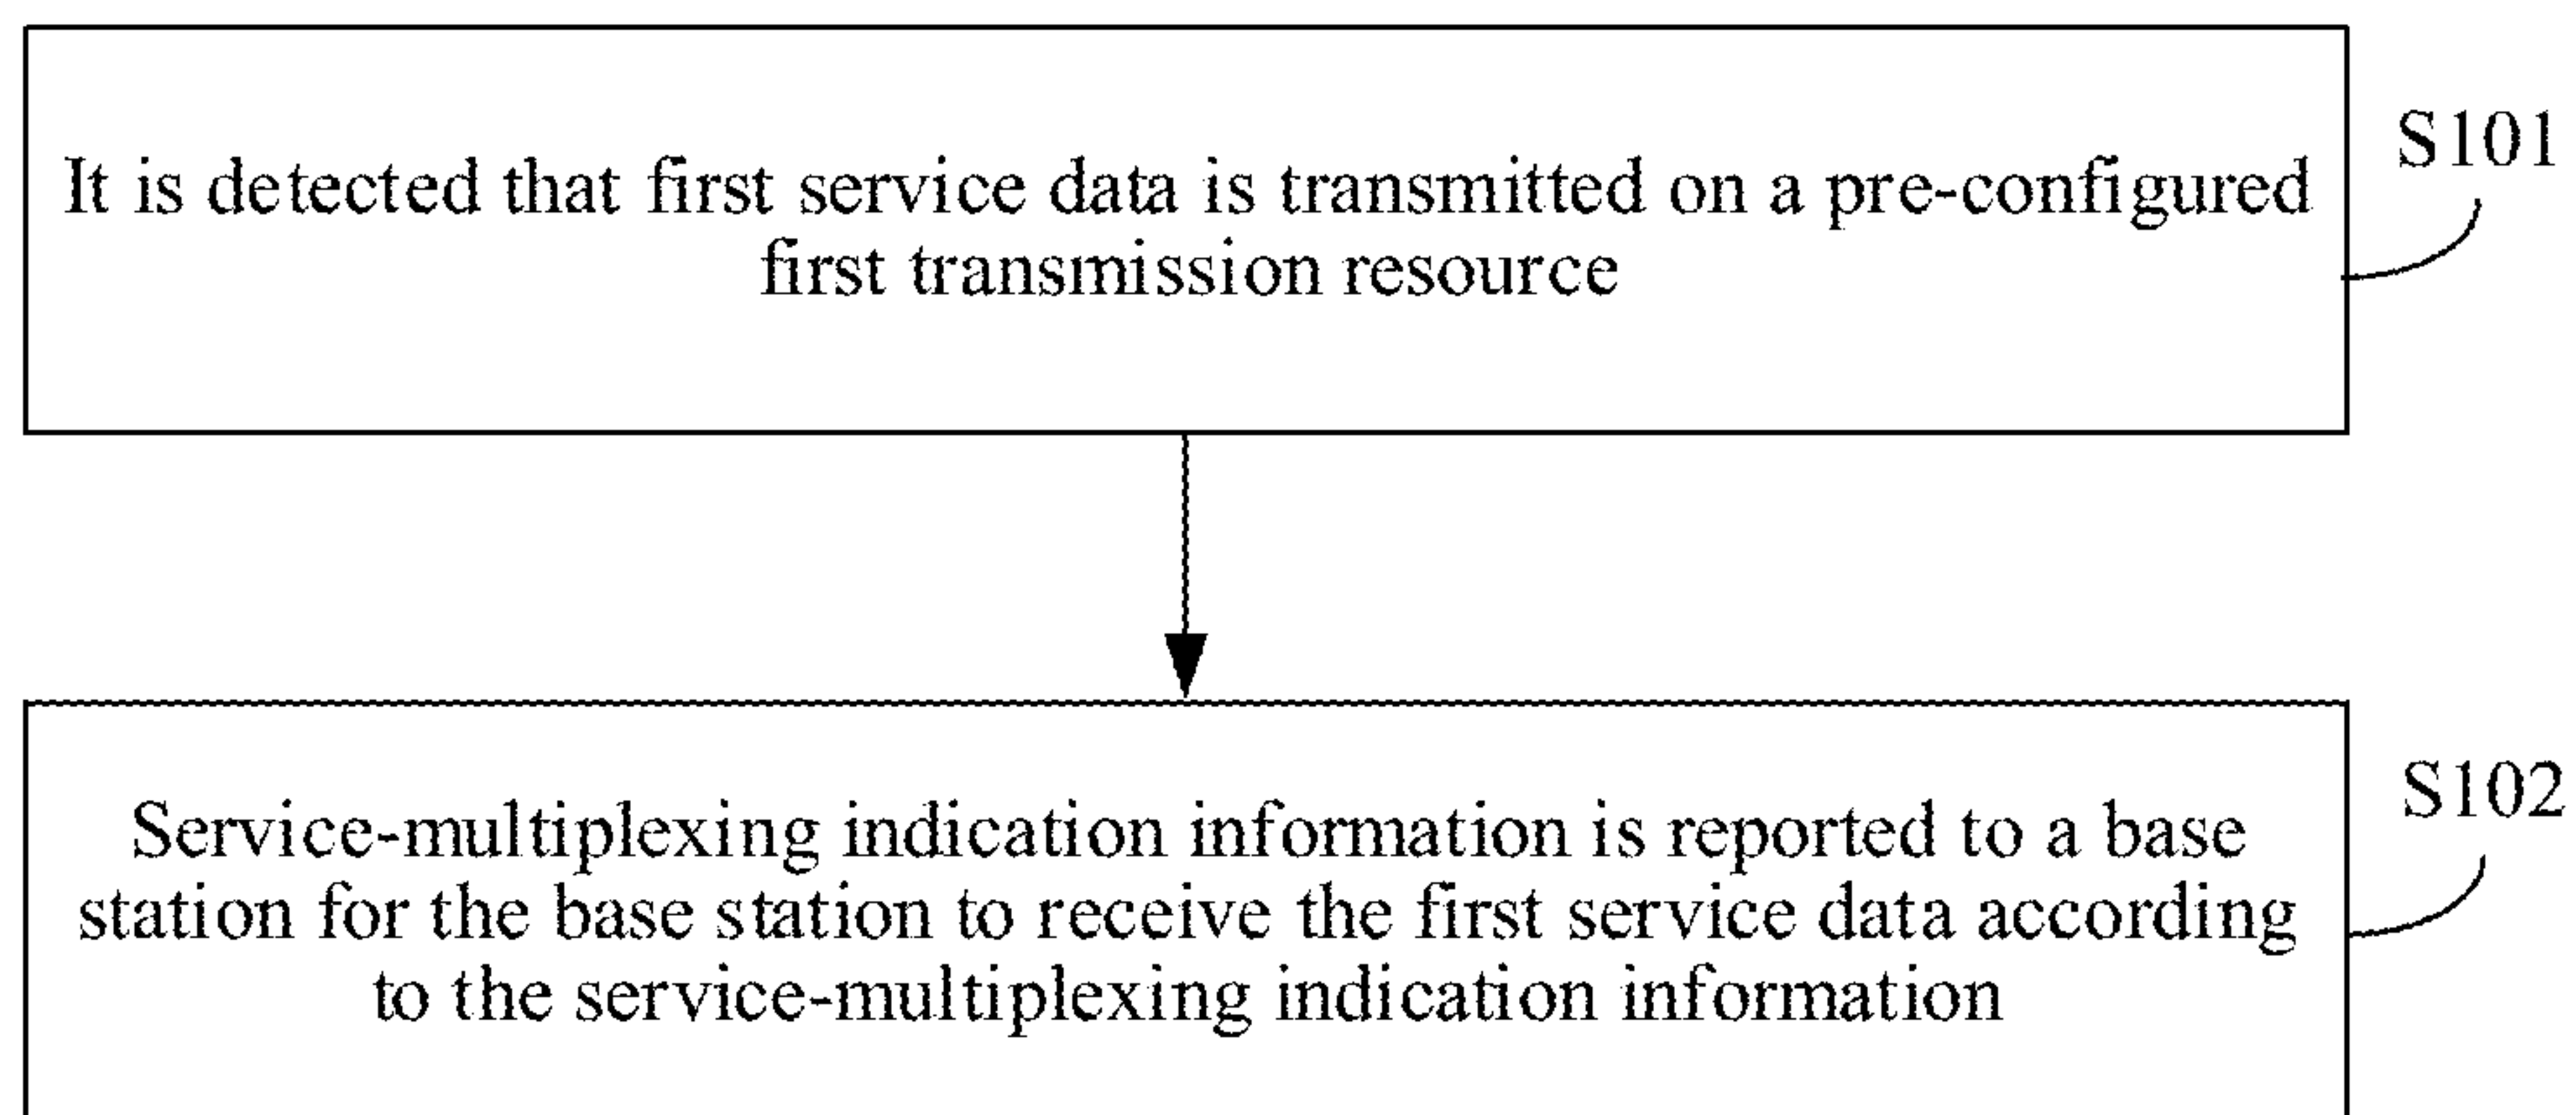 It is detected that first service data is transmitted on a pre-configured
first transmission resource
S101
Service-multiplexing indication information is reported to a base
station for the base station to receive the first service data according
to the service-multiplexing indication information
S102